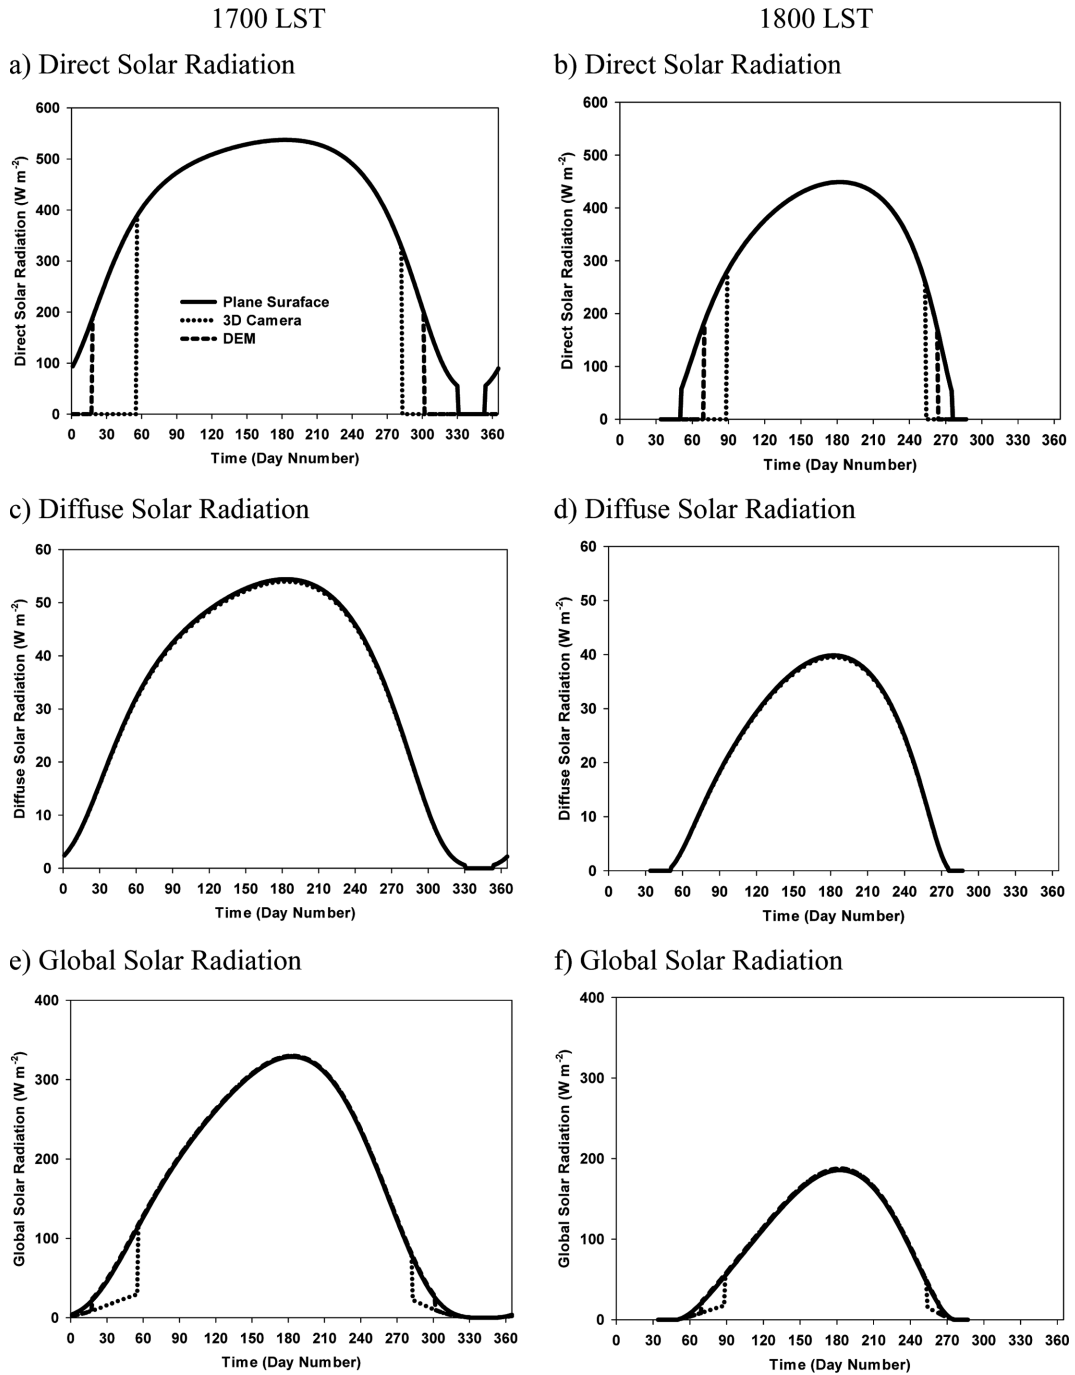 1700 LST
1800 LST
a) Direct Solar Radiation
b) Direct Solar Radiation
600
500
400
300
200
100
0
Direct Solar Radiation (W m-2)
Plane Suraface
3D Camera
DEM
0 30 60 90 120 150 180 210 240 270 300 330 360
Time (Day Nnumber)
600
500
400
300
200
100
0
Direct Solar Radiation (W m-2)
0 30 60 90 120 150 180 210 240 270 300 330 360
Time (Day Nnumber)
c) Diffuse Solar Radiation
d) Diffuse Solar Radiation
60
50
40
30
20
10
0
Diffuse Solar Radiation (W m-2)
0 30 60 90 120 150 180 210 240 270 300 330 360
Time (Day Number)
60
50
40
30
20
10
0
Diffuse Solar Radiation (W m-2)
0 30 60 90 120 150 180 210 240 270 300 330 360
Time (Day Number)
e) Global Solar Radiation
f) Global Solar Radiation
400
300
200
100
0
Global Solar Radiation (W m-2)
0 30 60 90 120 150 180 210 240 270 300 330 360
Time (Day Number)
400
300
200
100
0
Global Solar Radiation (W m-2)
0 30 60 90 120 150 180 210 240 270 300 330 360
Time (Day Number)